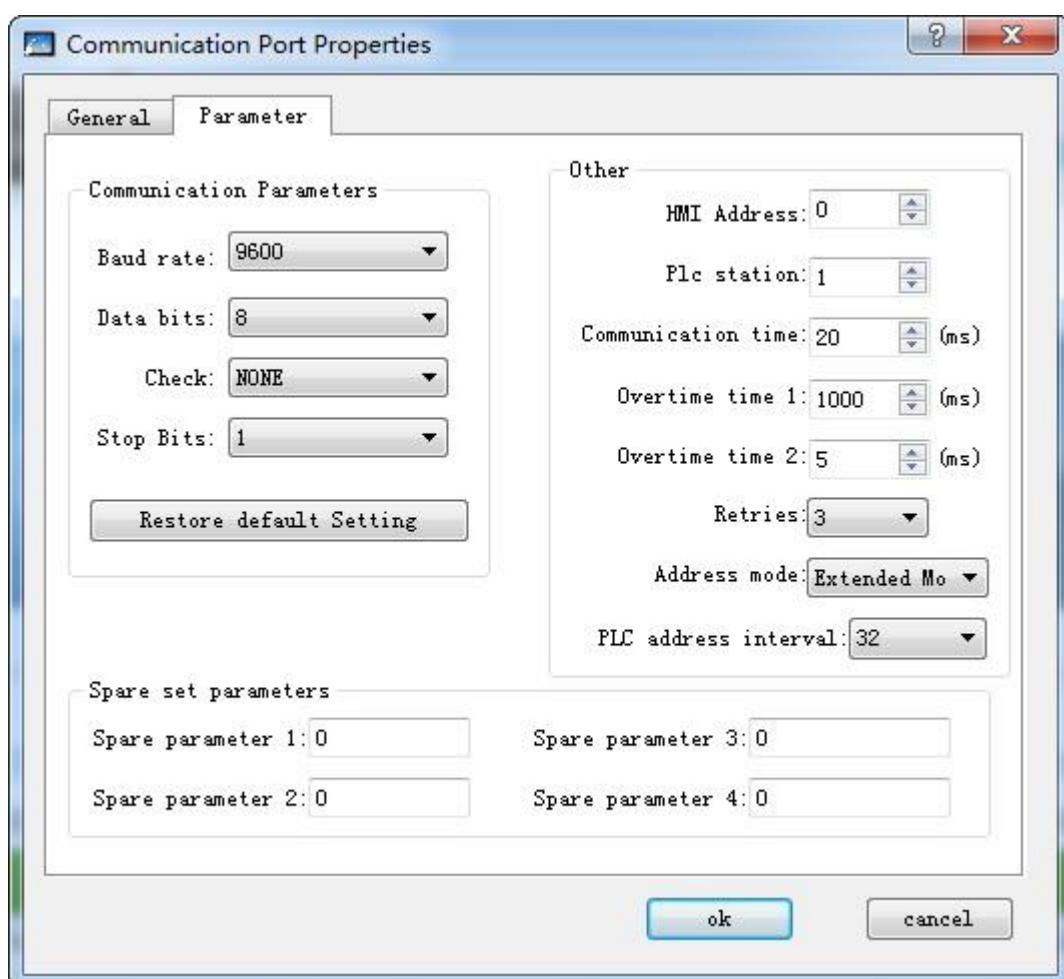 Communication Port Properties
General
Parameter
Communication Parameters
Baud rate: 9600
Data bits: 8
Check: NONE
Stop Bits: 1
Restore default Setting
Other
HMI Address: 0
Plc station: 1
Communication time: 20 (ms)
Overtime time 1: 1000 (ms)
Overtime time 2: 5 (ms)
Retries: 3
Address mode: Extended Mo
PLC address interval: 32
Spare set parameters
Spare parameter 1: 0
Spare parameter 3: 0
Spare parameter 2: 0
Spare parameter 4: 0
ok
cancel